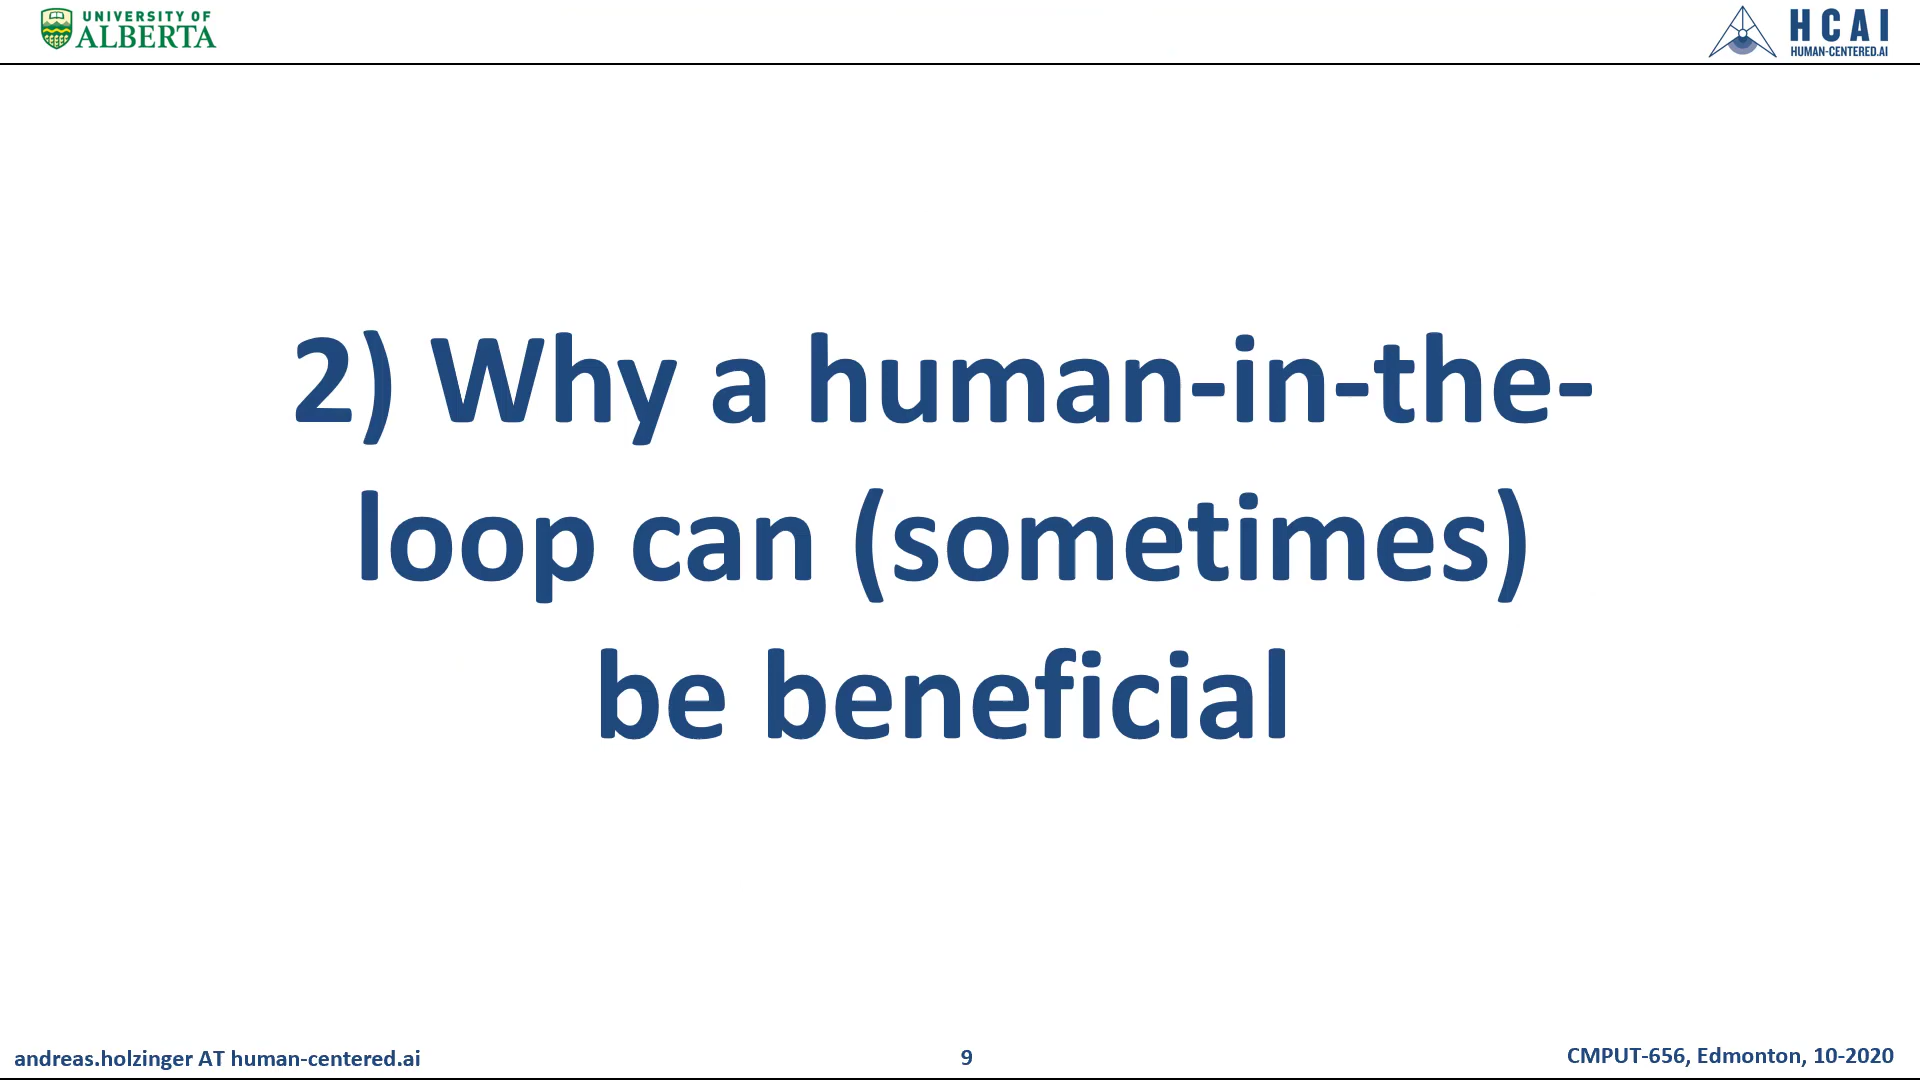 UNIVERSITY OF
ALBERTA
HCAI
HUMAN-CENTERED.AI
2) Why a human-in-the-
loop can (sometimes)
be beneficial
andreas.holzinger AT human-centered.ai
9
CMPUT-656, Edmonton, 10-2020